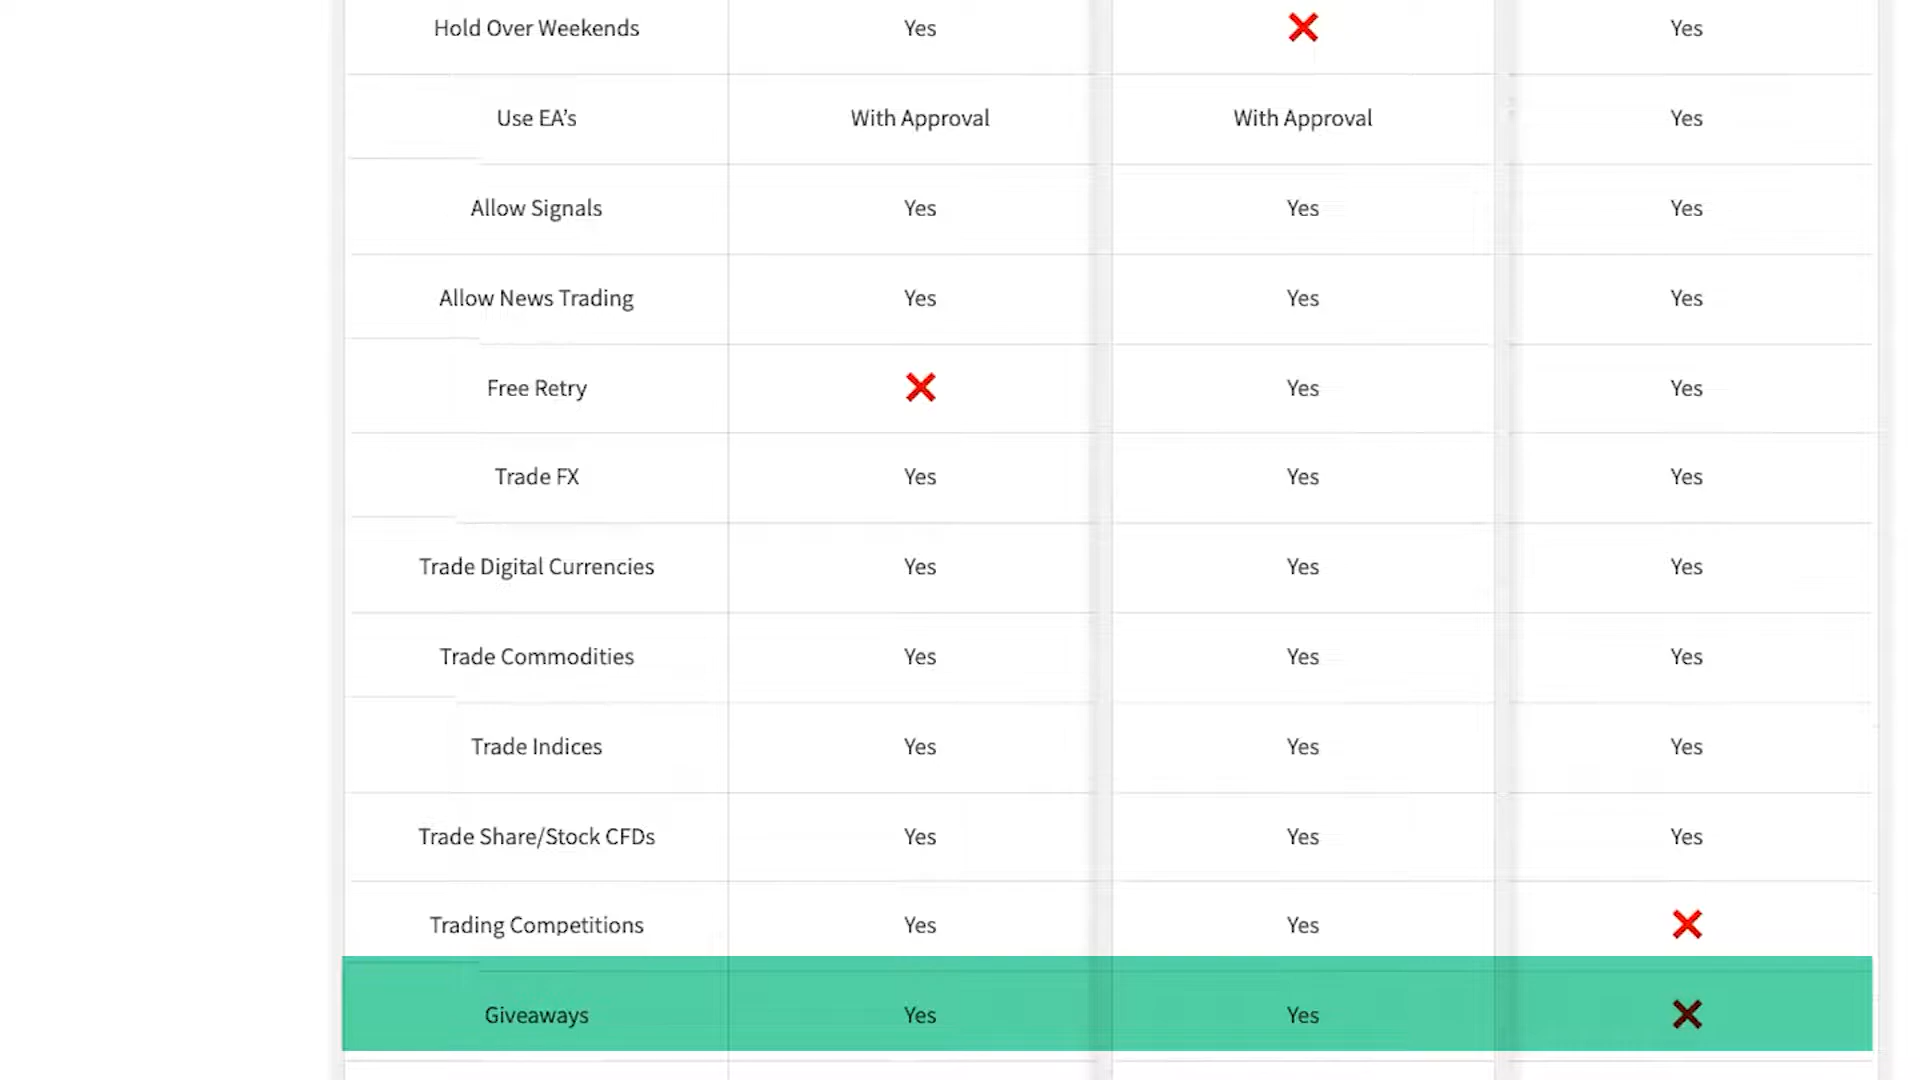 Hold Over Weekends Yes ❌ Yes
Use EA’s With Approval With Approval Yes
Allow Signals Yes Yes Yes
Allow News Trading Yes Yes Yes
Free Retry ❌ Yes Yes
Trade FX Yes Yes Yes
Trade Digital Currencies Yes Yes Yes
Trade Commodities Yes Yes Yes
Trade Indices Yes Yes Yes
Trade Share/Stock CFDs Yes Yes Yes
Trading Competitions Yes Yes ❌
Giveaways Yes Yes ❌